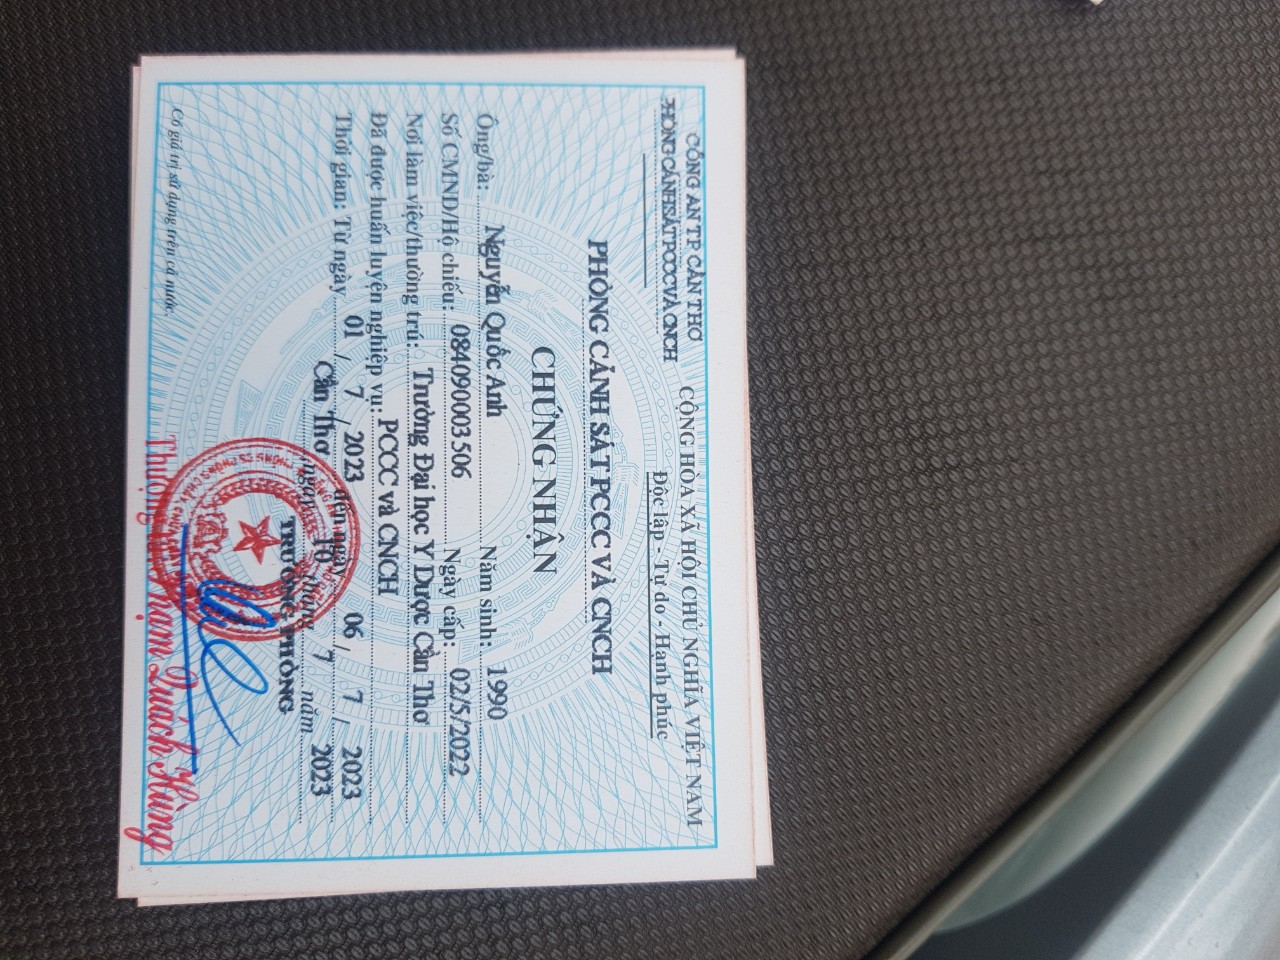 CÔNG AN TP CẦN THƠ
PHÒNG CẢNH SÁT PCCC VÀ CNCH
CỘNG HÒA XÃ HỘI CHỦ NGHĨA VIỆT NAM
Độc lập - Tự do - Hạnh phúc
PHÒNG CẢNH SÁT PCCC VÀ CNCH
CHỨNG NHẬN
Ông/bà: Nguyễn Quốc Anh Năm sinh: 1990
Số CMND/Hộ chiếu: 084090003506 Ngày cấp: 02/5/2022
Nơi làm việc/thường trú: Trường Đại học Y Dược Cần Thơ
Đã được huấn luyện nghiệp vụ: PCCC và CNCH
Thời gian: Từ ngày 01 / 7 / 2023 đến ngày 06 / 7 / 2023
Cần Thơ, ngày 10 tháng 7 năm 2023
TRƯỞNG PHÒNG
Có giá trị sử dụng trên cả nước.
Thượng Phạm Quách Hùng